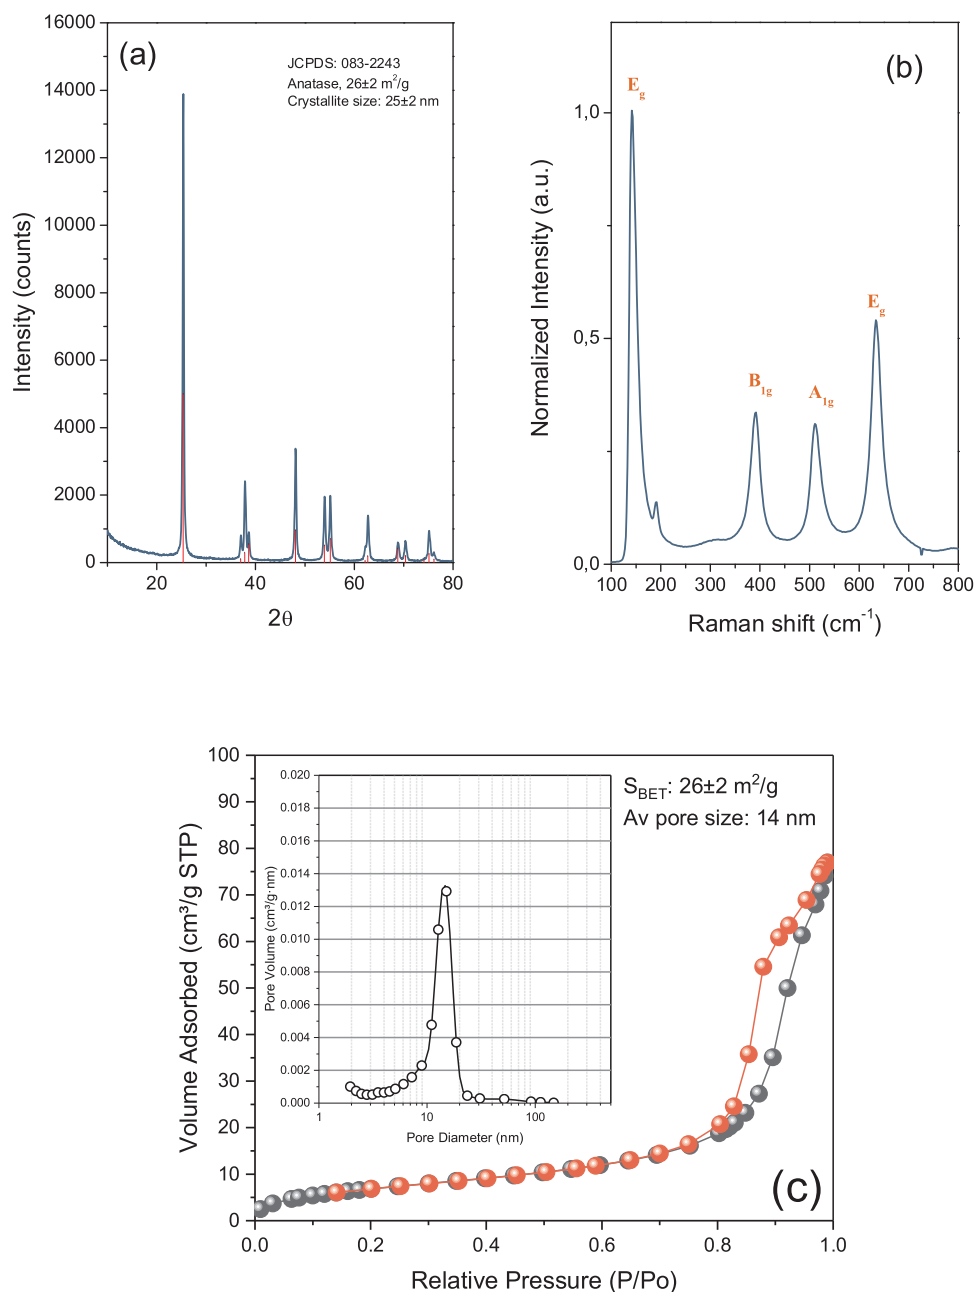 (a)
JCPDS: 083-2243
Anatase, 26±2 m²/g
Crystallite size: 25±2 nm
16000
14000
12000
10000
8000
6000
4000
2000
0
Intensity (counts)
20 40 60 80
2θ
(b)
Eg
B1g
A1g
Eg
1,0
0,5
0,0
Normalized Intensity (a.u.)
100 200 300 400 500 600 700 800
Raman shift (cm⁻¹)
100
90
80
70
60
50
40
30
20
10
0
Volume Adsorbed (cm³/g STP)
SBET: 26±2 m²/g
Av pore size: 14 nm
0.020
0.018
0.016
0.014
0.012
0.010
0.008
0.006
0.004
0.002
0.000
Pore Volume (cm³/g·nm)
1 10 100
Pore Diameter (nm)
(c)
0.0 0.2 0.4 0.6 0.8 1.0
Relative Pressure (P/Po)